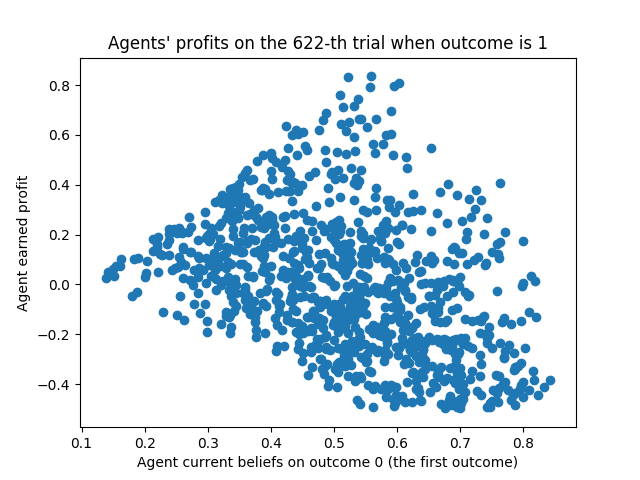 Agents' profits on the 622-th trial when outcome is 1
Agent earned profit
0.8
0.6
0.4
0.2
0.0
−0.2
−0.4
0.1 0.2 0.3 0.4 0.5 0.6 0.7 0.8
Agent current beliefs on outcome 0 (the first outcome)